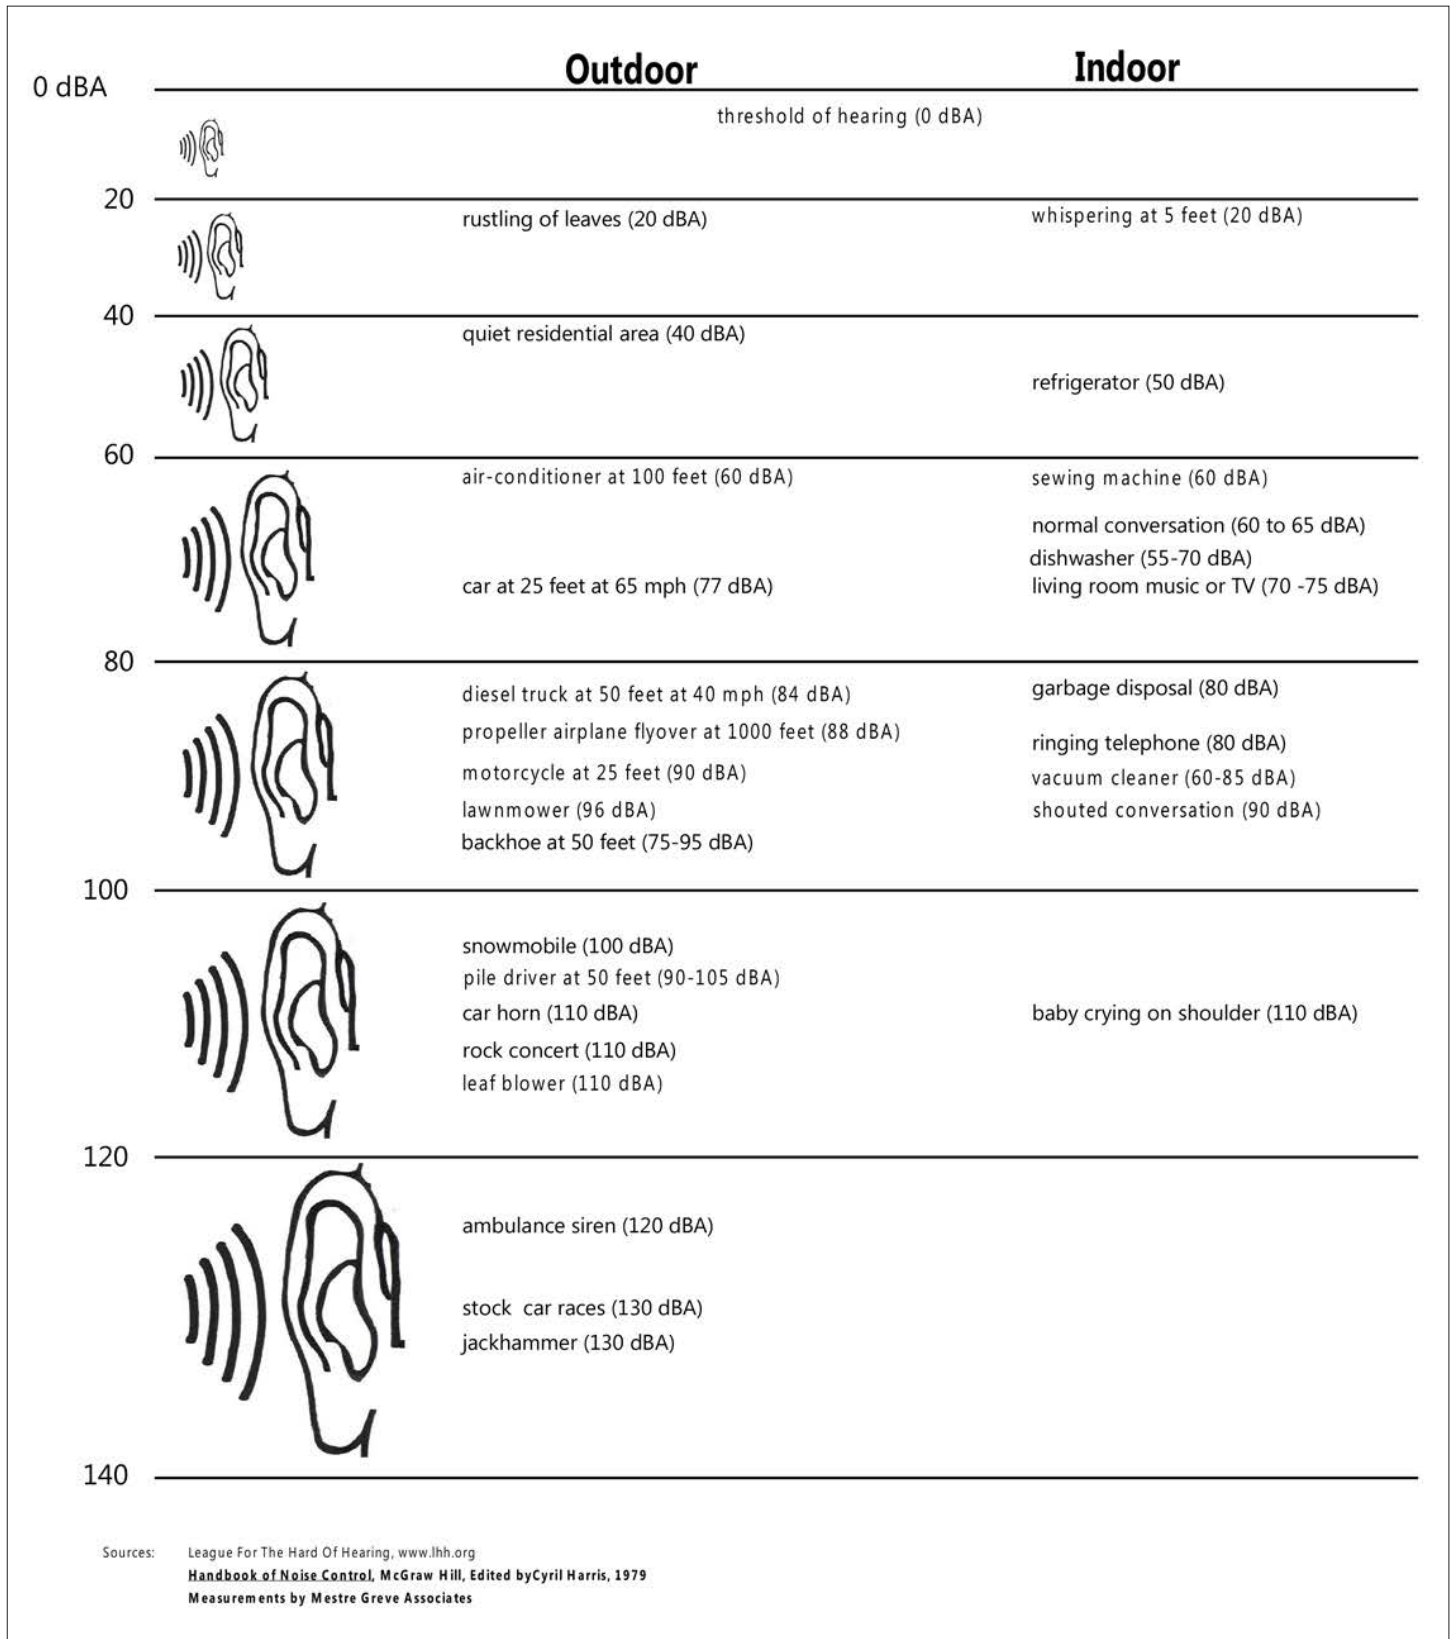 Outdoor Indoor
0 dBA
threshold of hearing (0 dBA)
20
rustling of leaves (20 dBA) whispering at 5 feet (20 dBA)
40
quiet residential area (40 dBA)
refrigerator (50 dBA)
60
air-conditioner at 100 feet (60 dBA) sewing machine (60 dBA)
normal conversation (60 to 65 dBA)
dishwasher (55-70 dBA)
car at 25 feet at 65 mph (77 dBA) living room music or TV (70 -75 dBA)
80
diesel truck at 50 feet at 40 mph (84 dBA) garbage disposal (80 dBA)
propeller airplane flyover at 1000 feet (88 dBA) ringing telephone (80 dBA)
motorcycle at 25 feet (90 dBA) vacuum cleaner (60-85 dBA)
lawnmower (96 dBA) shouted conversation (90 dBA)
backhoe at 50 feet (75-95 dBA)
100
snowmobile (100 dBA)
pile driver at 50 feet (90-105 dBA)
car horn (110 dBA) baby crying on shoulder (110 dBA)
rock concert (110 dBA)
leaf blower (110 dBA)
120
ambulance siren (120 dBA)
stock car races (130 dBA)
jackhammer (130 dBA)
140
Sources: League For The Hard Of Hearing, www.lhh.org
Handbook of Noise Control, McGraw Hill, Edited byCyril Harris, 1979
Measurements by Mestre Greve Associates